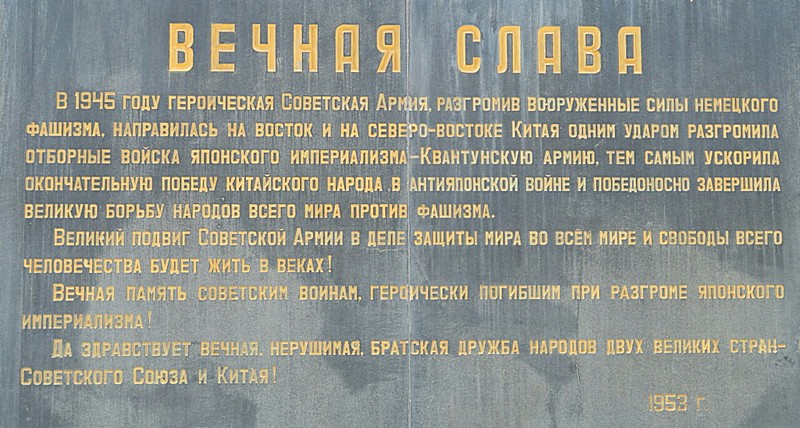 ВЕЧНАЯ СЛАВА
В 1945 ГОДУ ГЕРОИЧЕСКАЯ СОВЕТСКАЯ АРМИЯ, РАЗГРОМИВ ВООРУЖЕННЫЕ СИЛЫ НЕМЕЦКОГО
ФАШИЗМА, НАПРАВИЛАСЬ НА ВОСТОК И НА СЕВЕРО-ВОСТОКЕ КИТАЯ ОДНИМ УДАРОМ РАЗГРОМИЛА
ОТБОРНЫЕ ВОЙСКА ЯПОНСКОГО ИМПЕРИАЛИЗМА-КВАНТУНСКУЮ АРМИЮ, ТЕМ САМЫМ УСКОРИЛА
ОКОНЧАТЕЛЬНУЮ ПОБЕДУ КИТАЙСКОГО НАРОДА В АНТИЯПОНСКОЙ ВОЙНЕ И ПОБЕДОНОСНО ЗАВЕРШИЛА
ВЕЛИКУЮ БОРЬБУ НАРОДОВ ВСЕГО МИРА ПРОТИВ ФАШИЗМА.
ВЕЛИКИЙ ПОДВИГ СОВЕТСКОЙ АРМИИ В ДЕЛЕ ЗАЩИТЫ МИРА ВО ВСЁМ МИРЕ И СВОБОДЫ ВСЕГО
ЧЕЛОВЕЧЕСТВА БУДЕТ ЖИТЬ В ВЕКАХ!
ВЕЧНАЯ ПАМЯТЬ СОВЕТСКИМ ВОИНАМ, ГЕРОИЧЕСКИ ПОГИБШИМ ПРИ РАЗГРОМЕ ЯПОНСКОГО
ИМПЕРИАЛИЗМА!
ДА ЗДРАВСТВУЕТ ВЕЧНАЯ, НЕРУШИМАЯ, БРАТСКАЯ ДРУЖБА НАРОДОВ ДВУХ ВЕЛИКИХ СТРАН-
СОВЕТСКОГО СОЮЗА И КИТАЯ!
1953 Г